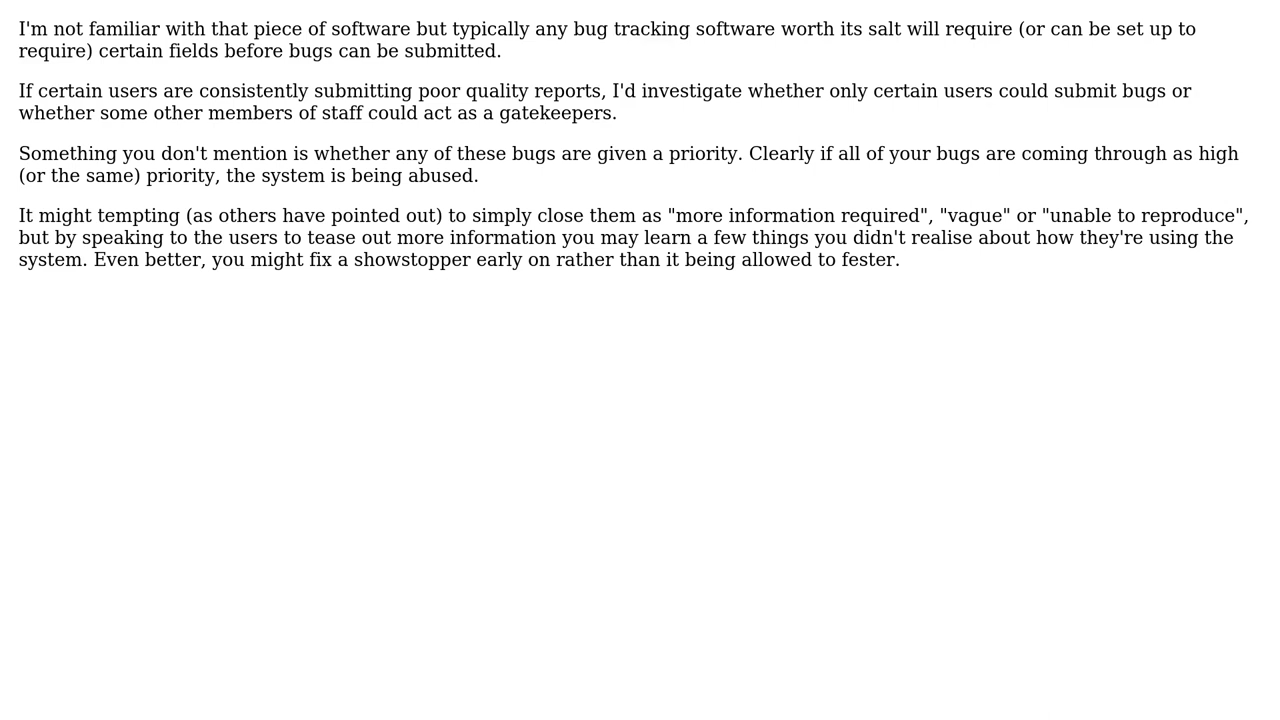 I'm not familiar with that piece of software but typically any bug tracking software worth its salt will require (or can be set up to
require) certain fields before bugs can be submitted.
If certain users are consistently submitting poor quality reports, I'd investigate whether only certain users could submit bugs or
whether some other members of staff could act as a gatekeepers.
Something you don't mention is whether any of these bugs are given a priority. Clearly if all of your bugs are coming through as high
(or the same) priority, the system is being abused.
It might tempting (as others have pointed out) to simply close them as "more information required", "vague" or "unable to reproduce",
but by speaking to the users to tease out more information you may learn a few things you didn't realise about how they're using the
system. Even better, you might fix a showstopper early on rather than it being allowed to fester.